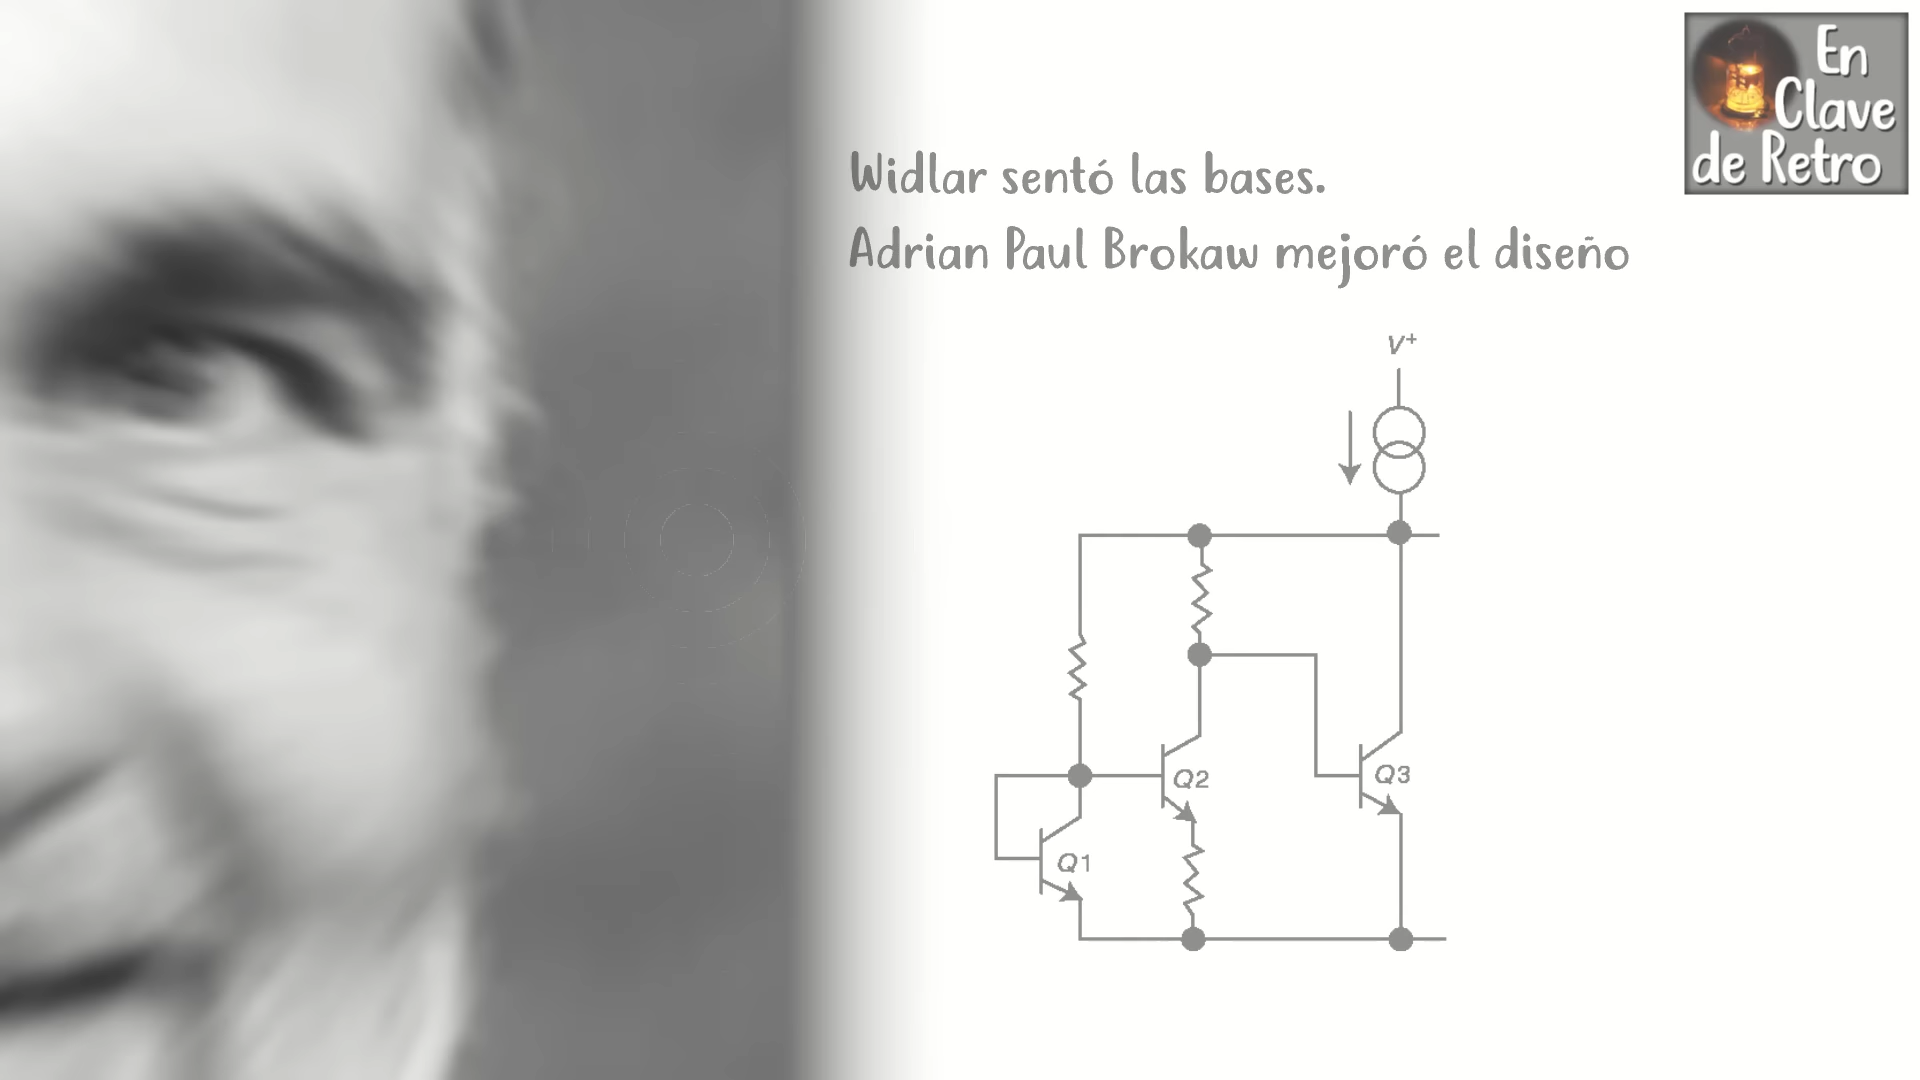 En
Clave
de Retro
Widlar sentó las bases.
Adrian Paul Brokaw mejoró el diseño
V+
Q2
Q3
Q1